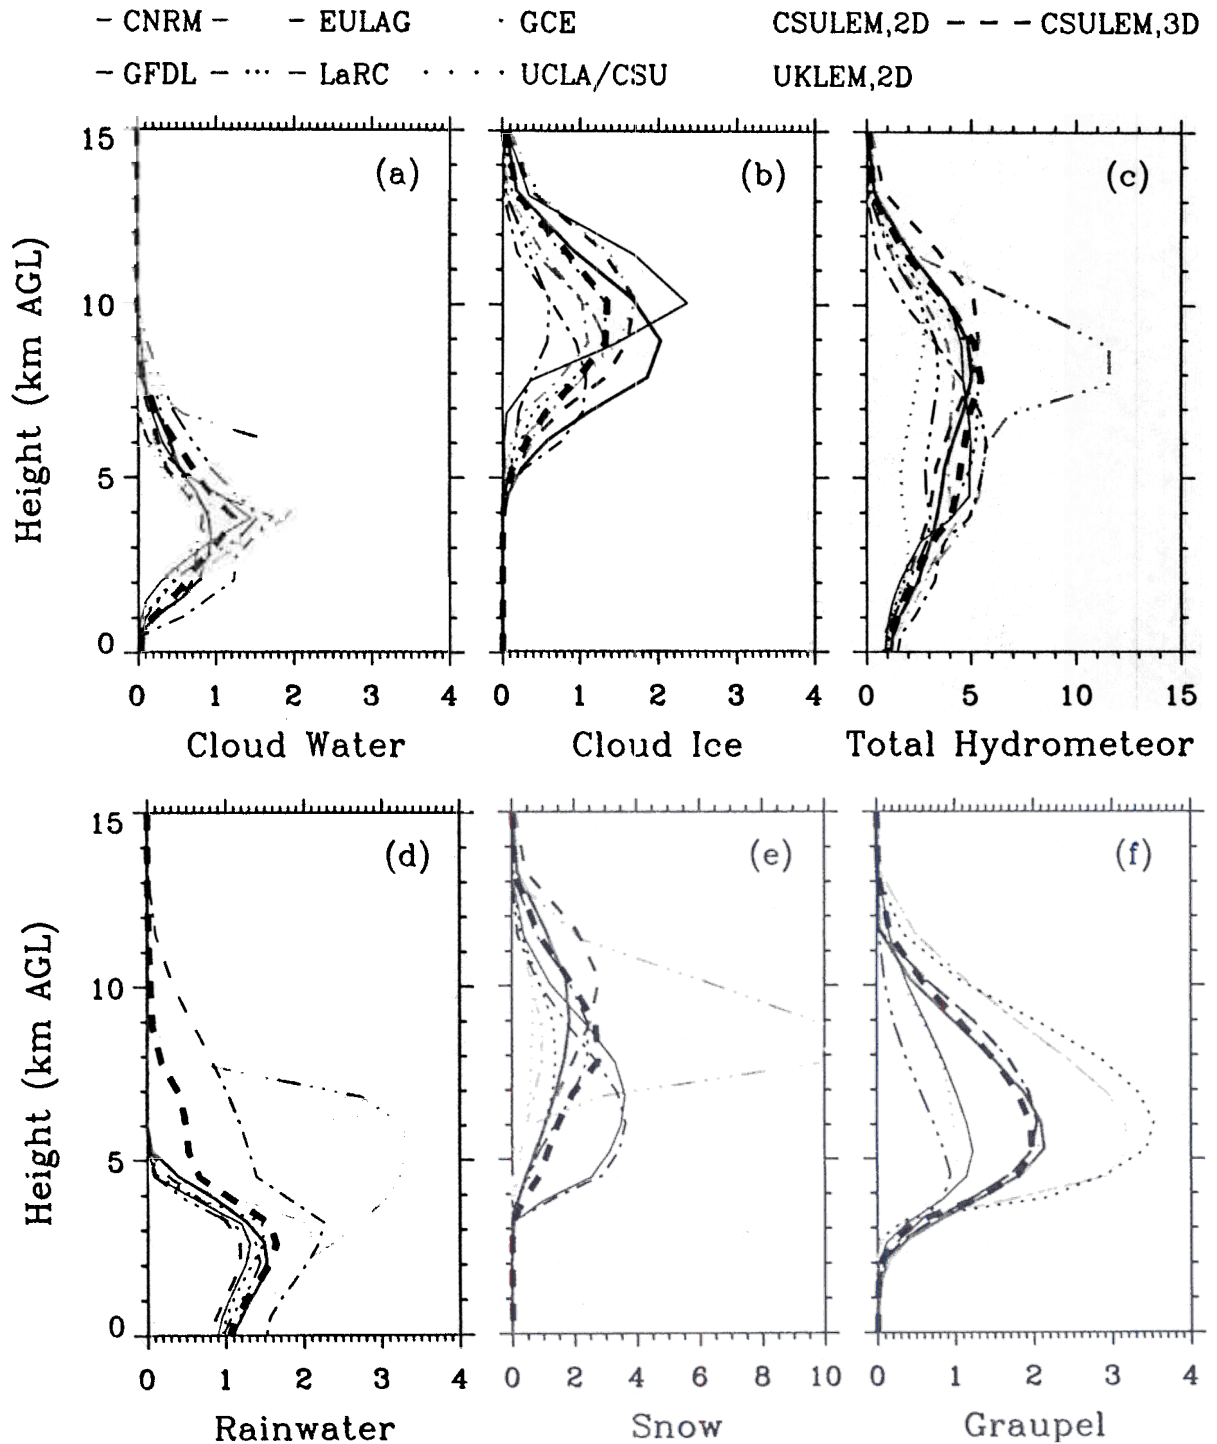 CNRM EULAG GCE CSULEM,2D CSULEM,3D
GFDL LaRC UCLA/CSU UKLEM,2D
15 (a) (b) (c)
10
5
0
Height (km AGL)
0 1 2 3 4 0 1 2 3 4 0 5 10 15
Cloud Water Cloud Ice Total Hydrometeor
15 (d) (e) (f)
10
5
0
Height (km AGL)
0 1 2 3 4 0 2 4 6 8 10 0 1 2 3 4
Rainwater Snow Graupel